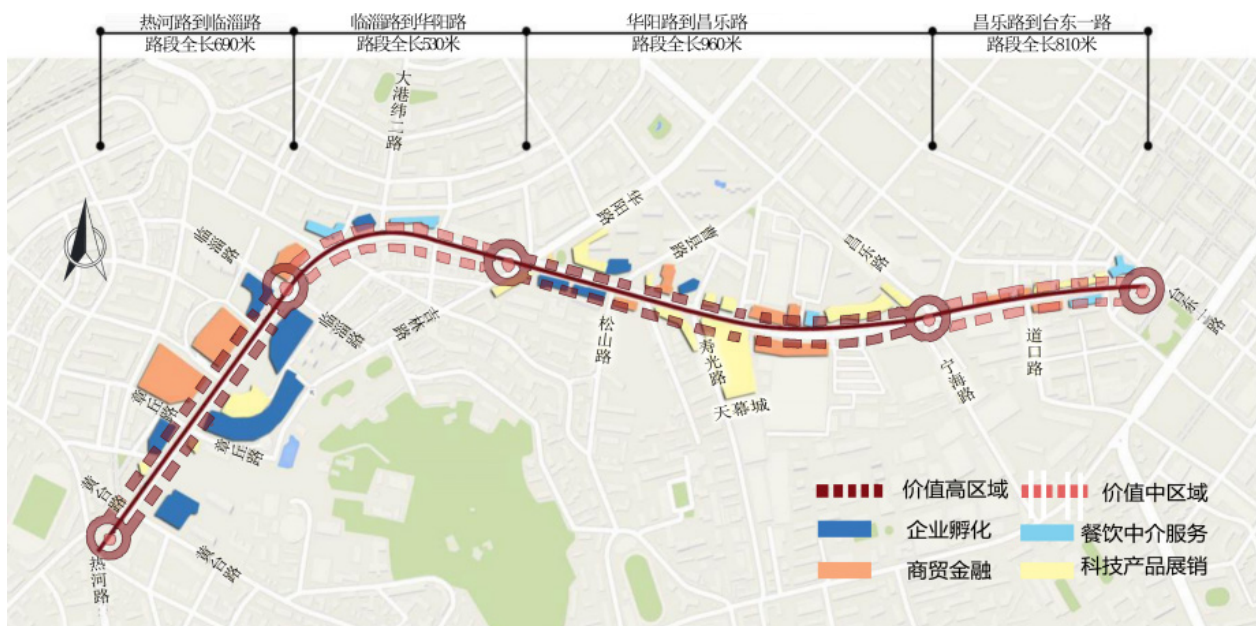 热河路到临淄路
路段全长690米
临淄路到华阳路
路段全长530米
华阳路到昌乐路
路段全长960米
昌乐路到台东一路
路段全长810米
大港纬二路
华阳路
临淄路
曹县路
昌乐路
临淄路
吉林路
松山路
寿光路
天幕城
宁海路
道口路
台东一路
章丘路
章丘路
黄台路
黄台路
热河路
价值高区域
价值中区域
企业孵化
餐饮中介服务
商贸金融
科技产品展销